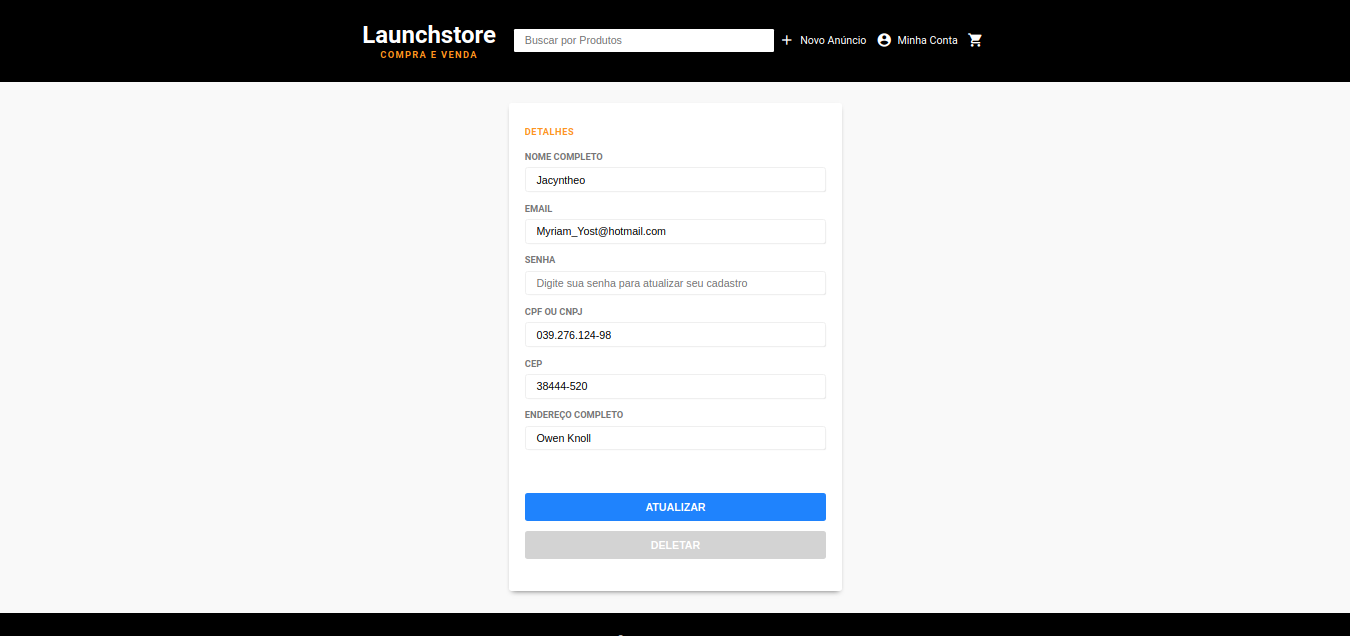 Launchstore
COMPRA E VENDA
Buscar por Produtos
Novo Anúncio
Minha Conta
DETALHES
NOME COMPLETO
Jacyntheo
EMAIL
Myriam_Yost@hotmail.com
SENHA
Digite sua senha para atualizar seu cadastro
CPF OU CNPJ
039.276.124-98
CEP
38444-520
ENDEREÇO COMPLETO
Owen Knoll
ATUALIZAR
DELETAR